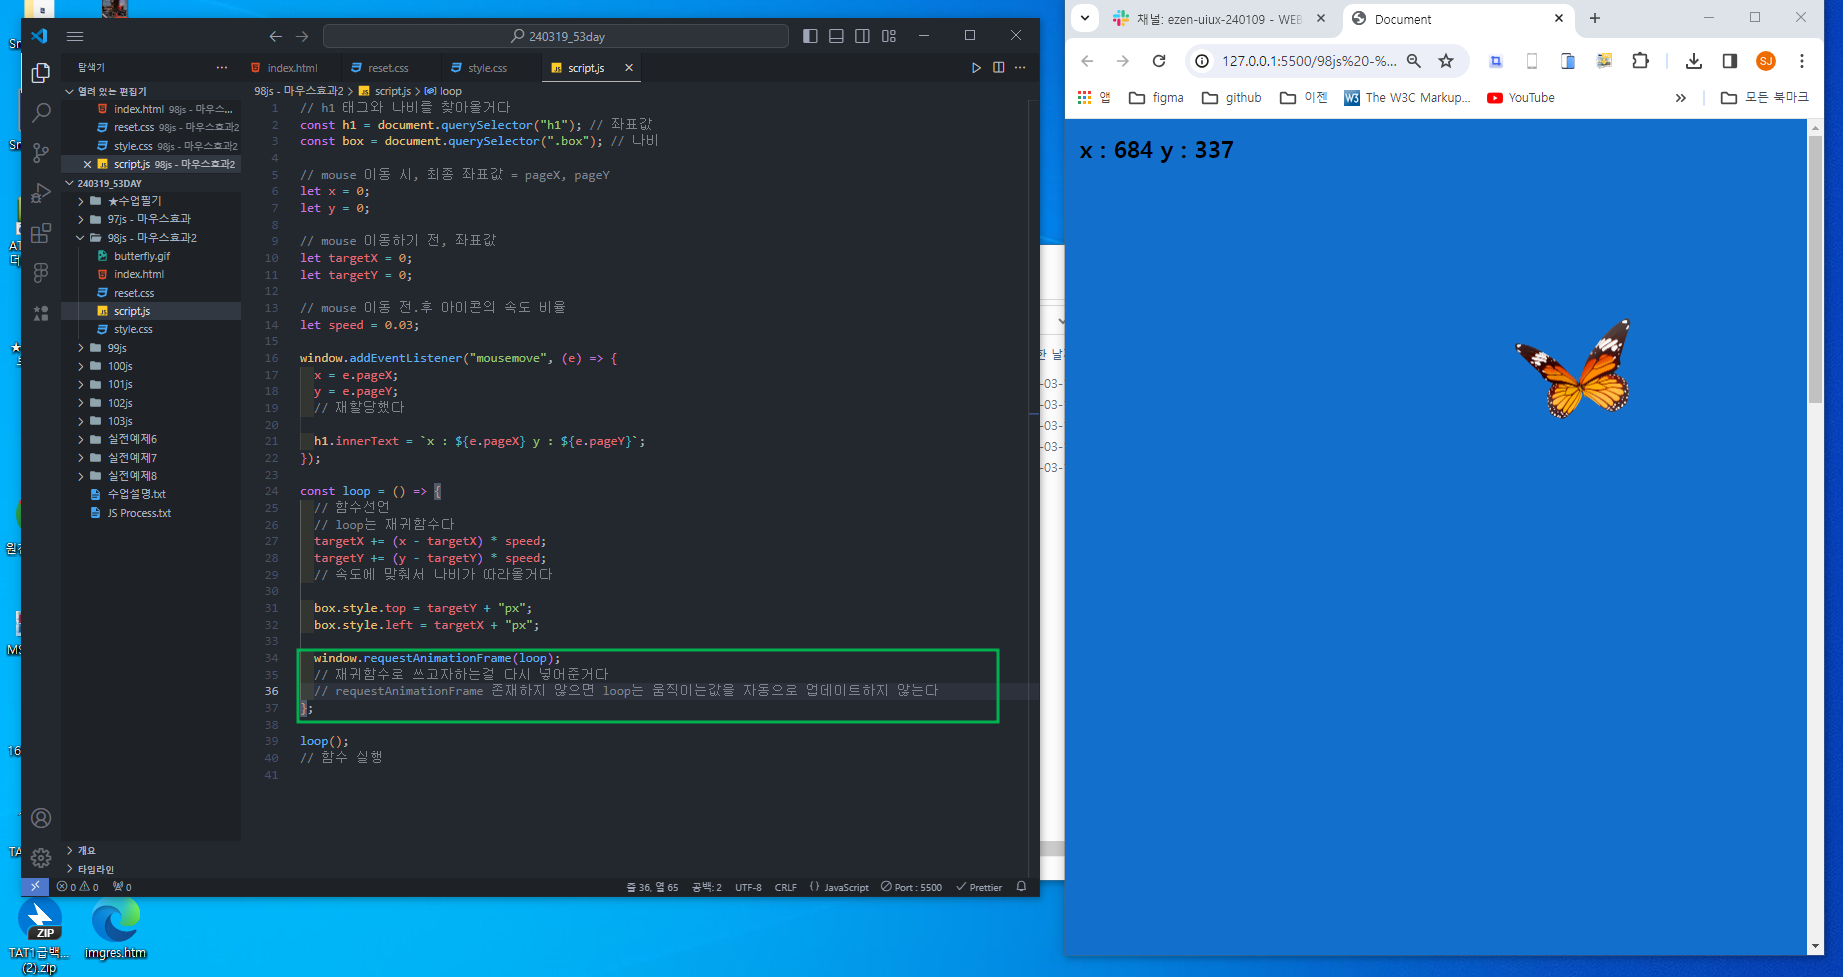 240319_53day
탐색기
index.html
reset.css
style.css
script.js
열려 있는 편집기
index.html 98js - 마우스...
reset.css 98js - 마우스효과2
style.css 98js - 마우스효과2
script.js 98js - 마우스효과2
240319_53DAY
★수업필기
97js - 마우스효과
98js - 마우스효과2
butterfly.gif
index.html
reset.css
script.js
style.css
99js
100js
101js
102js
103js
실전예제6
실전예제7
실전예제8
수업설명.txt
JS Process.txt
개요
타임라인
98js - 마우스효과2 > script.js > loop
1 // h1 태그와 나비를 찾아올거다
2 const h1 = document.querySelector("h1"); // 좌표값
3 const box = document.querySelector(".box"); // 나비
4
5 // mouse 이동 시, 최종 좌표값 = pageX, pageY
6 let x = 0;
7 let y = 0;
8
9 // mouse 이동하기 전, 좌표값
10 let targetX = 0;
11 let targetY = 0;
12
13 // mouse 이동 전.후 아이콘의 속도 비율
14 let speed = 0.03;
15
16 window.addEventListener("mousemove", (e) => {
17 x = e.pageX;
18 y = e.pageY;
19 // 재할당했다
20
21 h1.innerText = `x : ${e.pageX} y : ${e.pageY}`;
22 });
23
24 const loop = () => {
25 // 함수선언
26 // loop는 재귀함수다
27 targetX += (x - targetX) * speed;
28 targetY += (y - targetY) * speed;
29 // 속도에 맞춰서 나비가 따라올거다
30
31 box.style.top = targetY + "px";
32 box.style.left = targetX + "px";
33
34 window.requestAnimationFrame(loop);
35 // 재귀함수로 쓰고자하는걸 다시 넣어준거다
36 // requestAnimationFrame 존재하지 않으면 loop는 움직이는값을 자동으로 업데이트하지 않는다
37 };
38
39 loop();
40 // 함수 실행
41
0 0 0
줄 36, 열 65
공백: 2
UTF-8
CRLF
{} JavaScript
Port : 5500
Prettier
채널: ezen-uiux-240109 - WEB
Document
127.0.0.1:5500/98js%20-%...
SJ
앱
figma
github
이젠
W3 The W3C Markup...
YouTube
모든 북마크
x : 684 y : 337
-03-
-03-
-03-
-03-
-03-
ZIP
TAT1급백...
(2).zip
imgres.htm